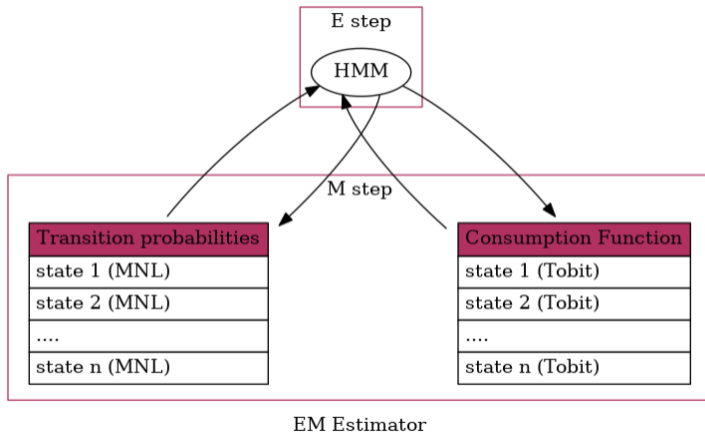 E step
HMM
M step
Transition probabilities
state 1 (MNL)
state 2 (MNL)
....
state n (MNL)
Consumption Function
state 1 (Tobit)
state 2 (Tobit)
....
state n (Tobit)
EM Estimator